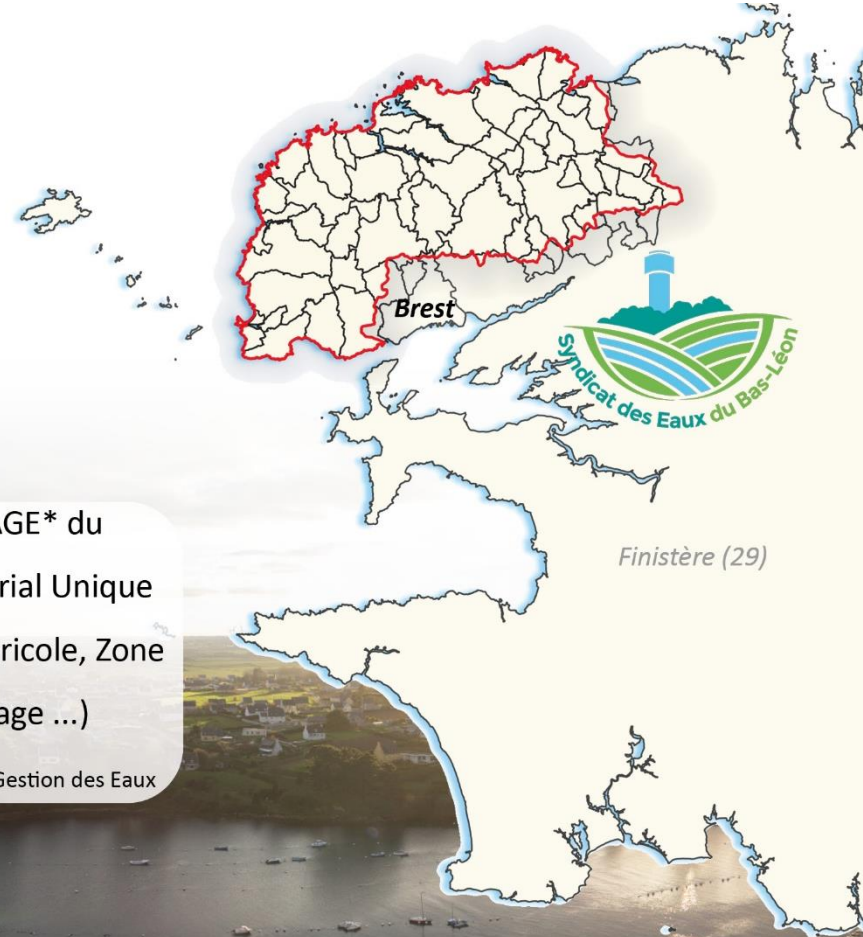 Brest
Syndicat des Eaux du Bas-Léon
Finistère (29)
AGE* du
rial Unique
ricole, Zone
age ...)
Gestion des Eaux